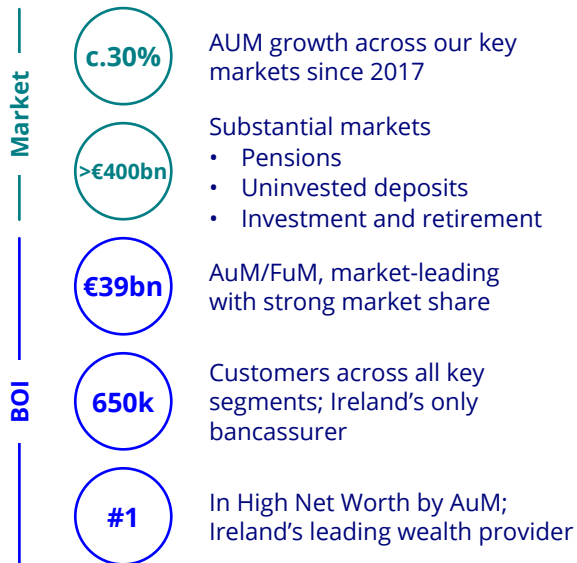 Market
c.30%
AUM growth across our key
markets since 2017
>€400bn
Substantial markets
• Pensions
• Uninvested deposits
• Investment and retirement
BOI
€39bn
AuM/FuM, market-leading
with strong market share
650k
Customers across all key
segments; Ireland's only
bancassurer
#1
In High Net Worth by AuM;
Ireland's leading wealth provider